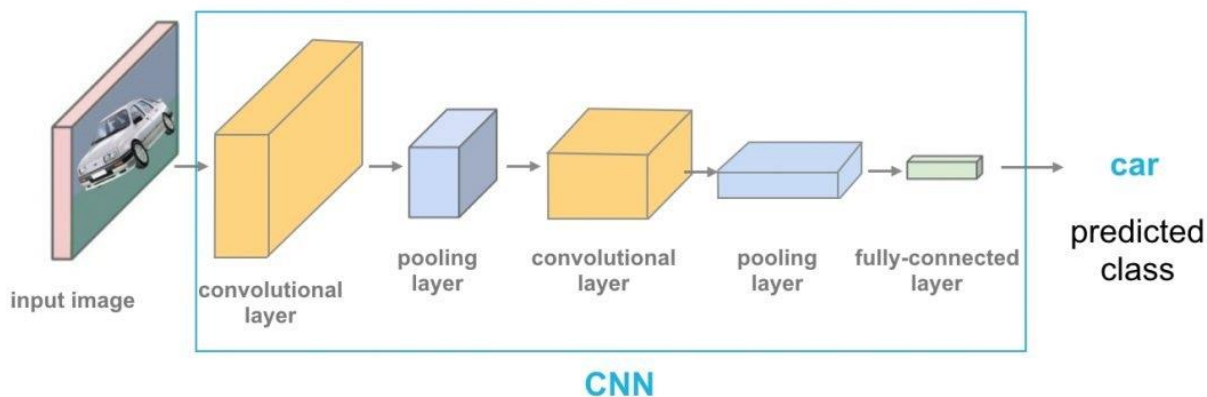 input image
convolutional
layer
pooling
layer
convolutional
layer
pooling
layer
fully-connected
layer
car
predicted
class
CNN